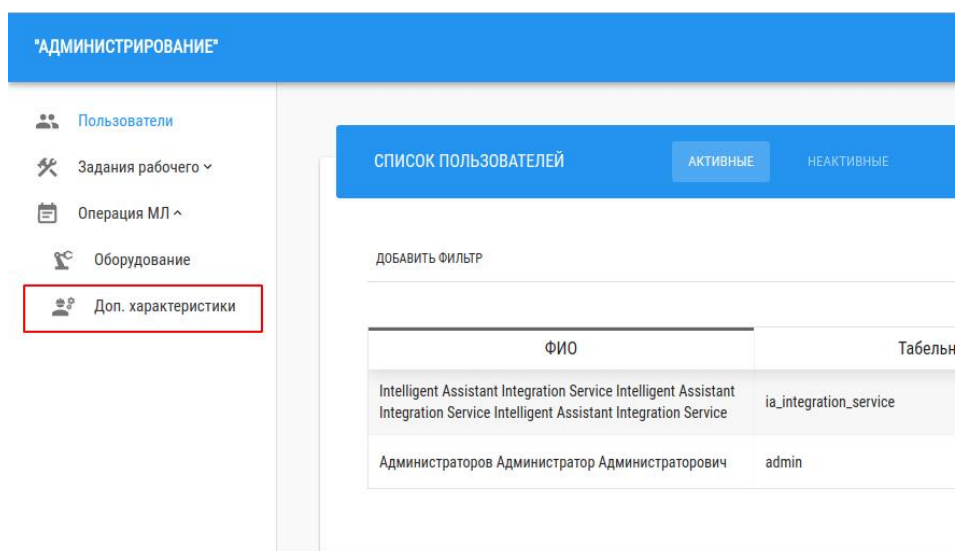 "АДМИНИСТРИРОВАНИЕ"
Пользователи
Задания рабочего
Операция МЛ
Оборудование
Доп. характеристики
СПИСОК ПОЛЬЗОВАТЕЛЕЙ АКТИВНЫЕ НЕАКТИВНЫЕ
ДОБАВИТЬ ФИЛЬТР
ФИО Табельн
Intelligent Assistant Integration Service Intelligent Assistant
Integration Service Intelligent Assistant Integration Service
ia_integration_service
Администраторов Администратор Администраторович admin